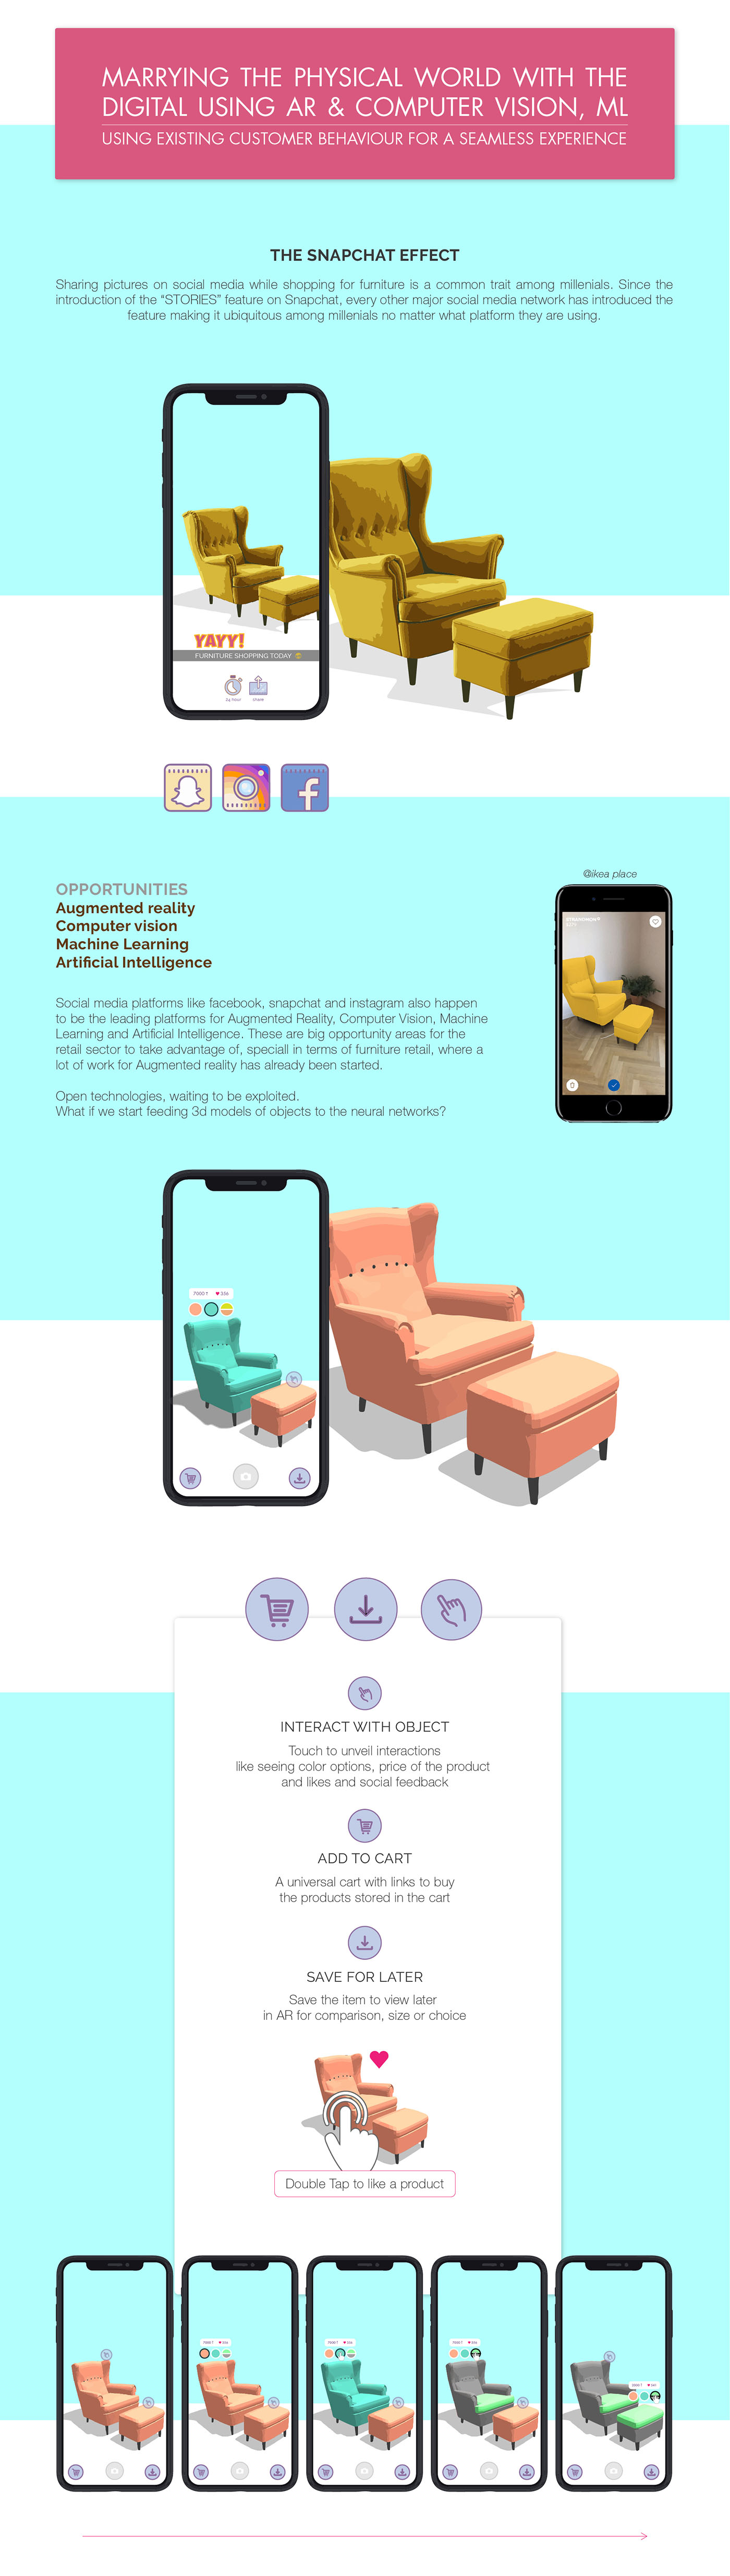 MARRYING THE PHYSICAL WORLD WITH THE
DIGITAL USING AR & COMPUTER VISION, ML
USING EXISTING CUSTOMER BEHAVIOUR FOR A SEAMLESS EXPERIENCE
THE SNAPCHAT EFFECT
Sharing pictures on social media while shopping for furniture is a common trait among millenials. Since the
introduction of the “STORIES” feature on Snapchat, every other major social media network has introduced the
feature making it ubiquitous among millenials no matter what platform they are using.
YAYY!
FURNITURE SHOPPING TODAY
share
@ikea place
OPPORTUNITIES
Augmented reality
Computer vision
Machine Learning
Artificial Intelligence
Social media platforms like facebook, snapchat and instagram also happen
to be the leading platforms for Augmented Reality, Computer Vision, Machine
Learning and Artificial Intelligence. These are big opportunity areas for the
retail sector to take advantage of, speciall in terms of furniture retail, where a
lot of work for Augmented reality has already been started.
Open technologies, waiting to be exploited.
What if we start feeding 3d models of objects to the neural networks?
INTERACT WITH OBJECT
Touch to unveil interactions
like seeing color options, price of the product
and likes and social feedback
ADD TO CART
A universal cart with links to buy
the products stored in the cart
SAVE FOR LATER
Save the item to view later
in AR for comparison, size or choice
Double Tap to like a product